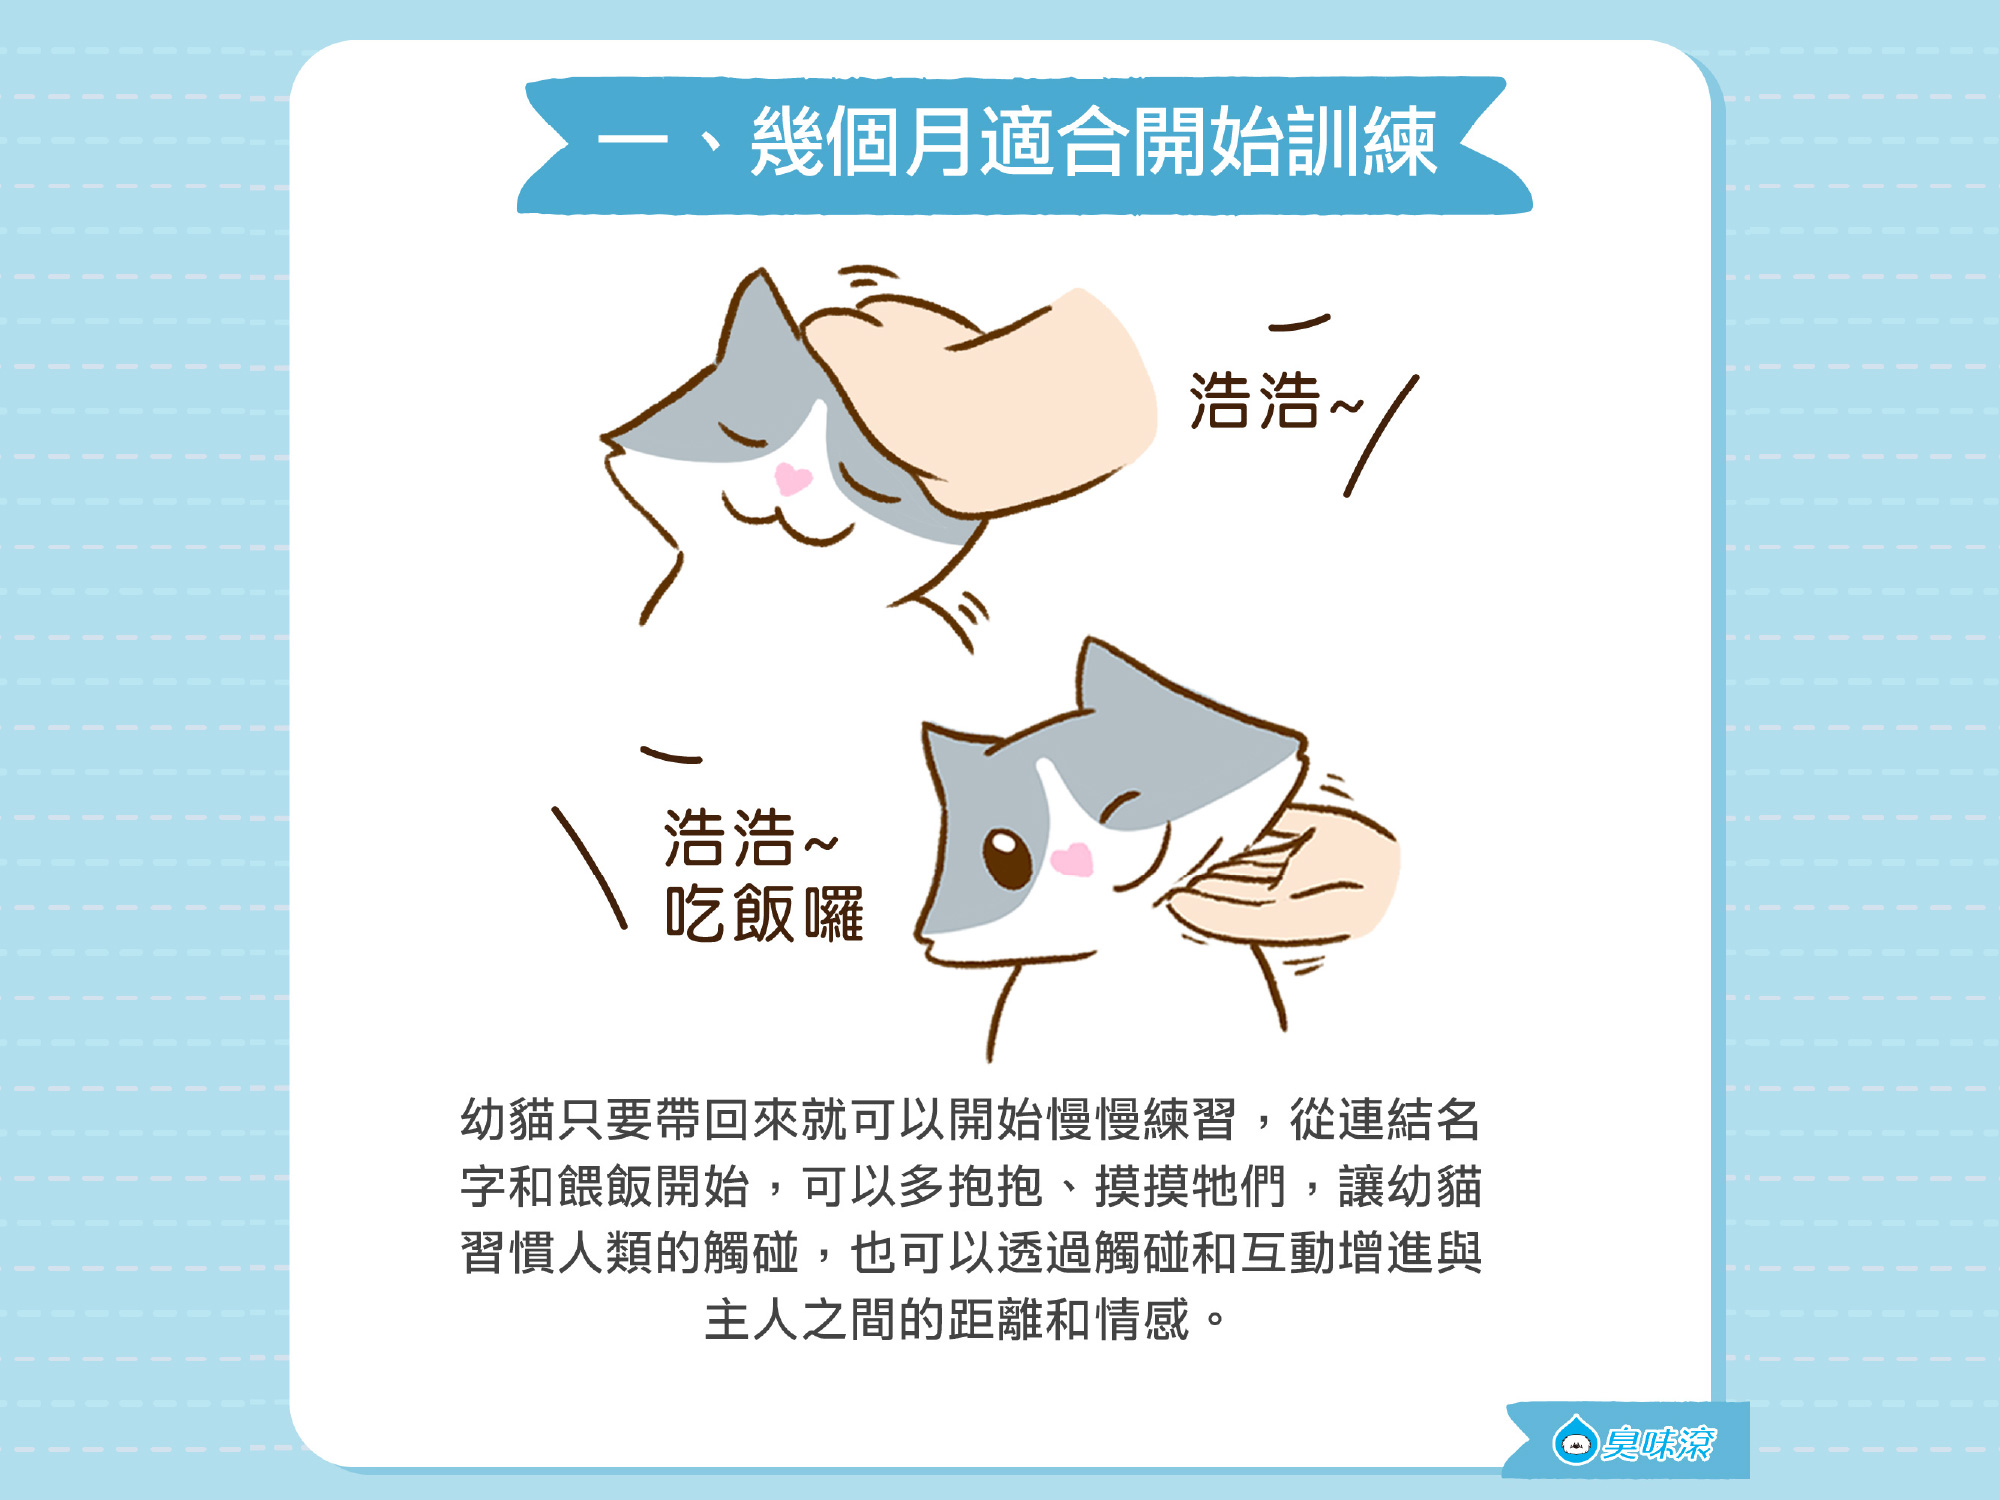 一、幾個月適合開始訓練
浩浩~
浩浩~
吃飯囉
幼貓只要帶回來就可以開始慢慢練習，從連結名
字和餵飯開始，可以多抱抱、摸摸牠們，讓幼貓
習慣人類的觸碰，也可以透過觸碰和互動增進與
主人之間的距離和情感。
臭味滾